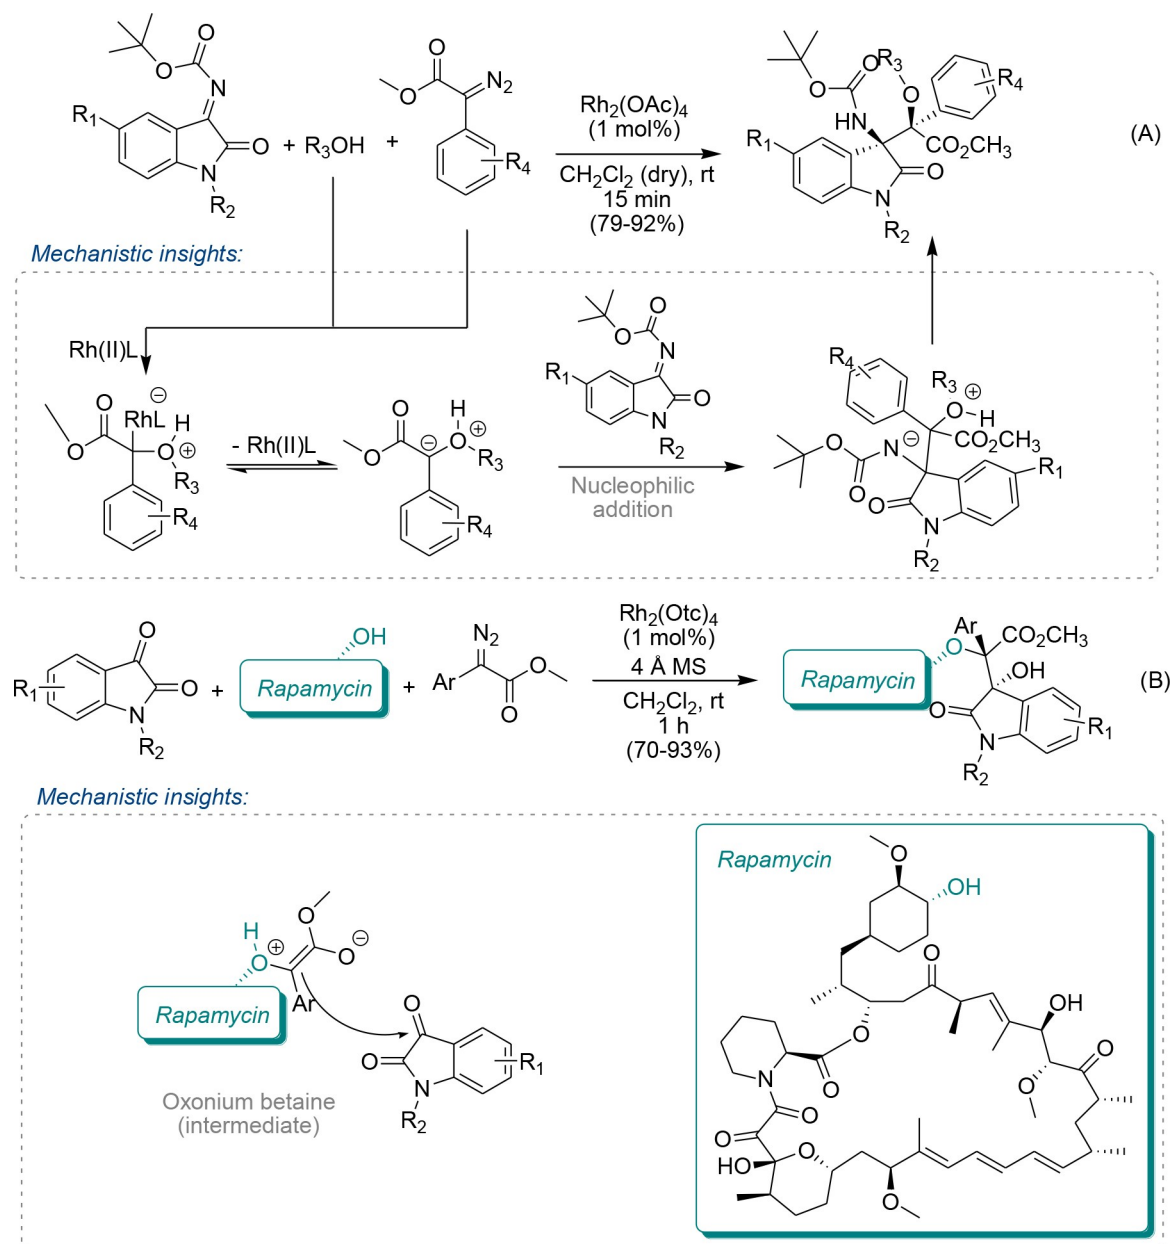 O
O
N
R1
O
N
R2
+ R3OH
+
O
O
N2
R4
Rh2(OAc)4
(1 mol%)
CH2Cl2 (dry), rt
15 min
(79-92%)
O
O
R3
O
R4
HN
CO2CH3
R1
O
N
R2
(A)
Mechanistic insights:
Rh(II)L
O
O
⊖
RhL
H
O
⊕
R3
R4
- Rh(II)L
O
O
−
H
O
⊕
R3
R4
O
O
N
R1
O
N
R2
Nucleophilic
addition
R4
R3
O
⊕
H
CO2CH3
O
N
⊖
O
O
R1
N
R2
O
R1
O
N
R2
+
OH
Rapamycin
+
N2
Ar
O
O
Rh2(Otc)4
(1 mol%)
4 Å MS
CH2Cl2, rt
1 h
(70-93%)
Rapamycin
Ar
O
CO2CH3
OH
O
R1
N
R2
(B)
Mechanistic insights:
H
O
⊕
O
O
⊖
Ar
Rapamycin
O
O
N
R1
R2
Oxonium betaine
(intermediate)
Rapamycin
O
OH
O
OH
O
O
O
O
N
O
O
O
HO
O
O